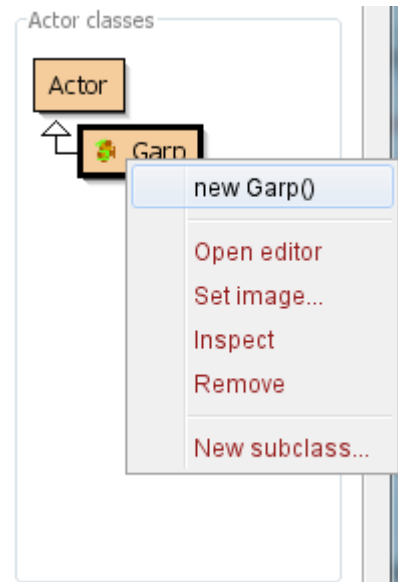 Actor classes
Actor
Garp
new Garp()
Open editor
Set image...
Inspect
Remove
New subclass...